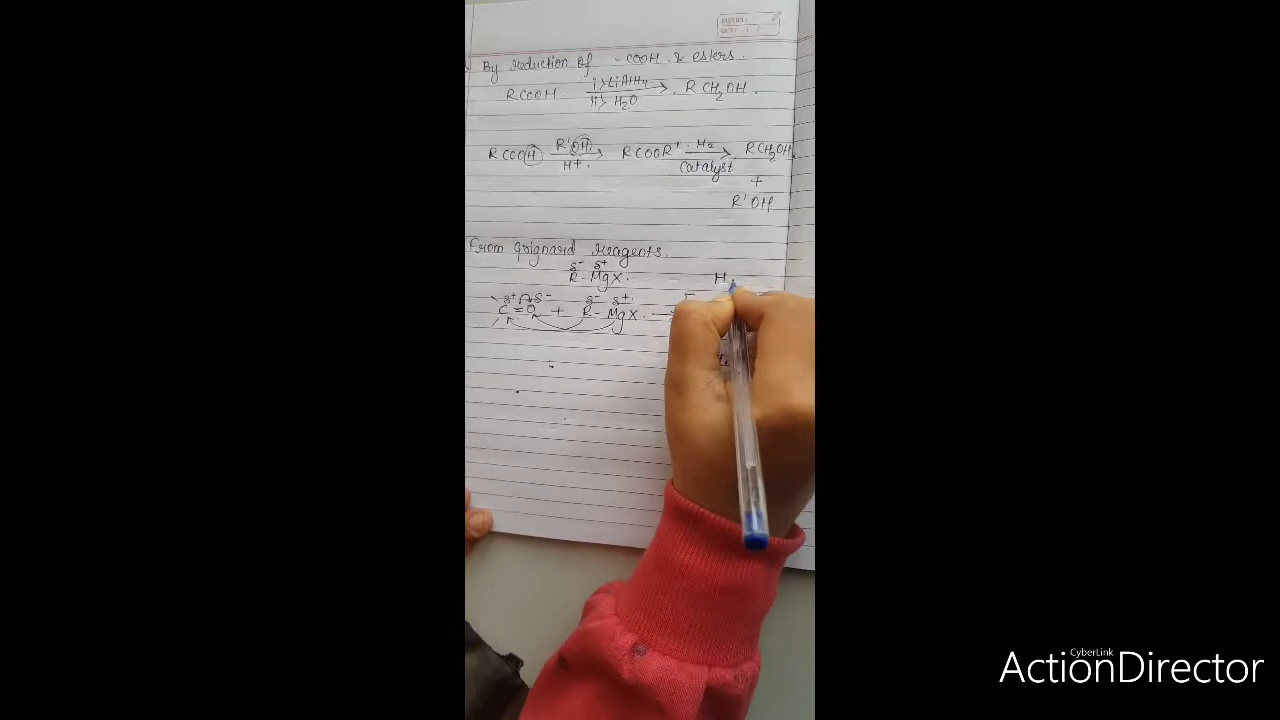 By reduction of -COOH & esters.
RCOOH i> LiAlH4 ii> H2O → RCH2OH.
RCOOH R'OH H+ → RCOOR' H2 Catalyst → RCH2OH
+
R'OH
From Grignard reagents.
δ- δ+
R-MgX.
δ+ δ- δ- δ+
C=O + R-MgX. →
H
CyberLink
ActionDirector